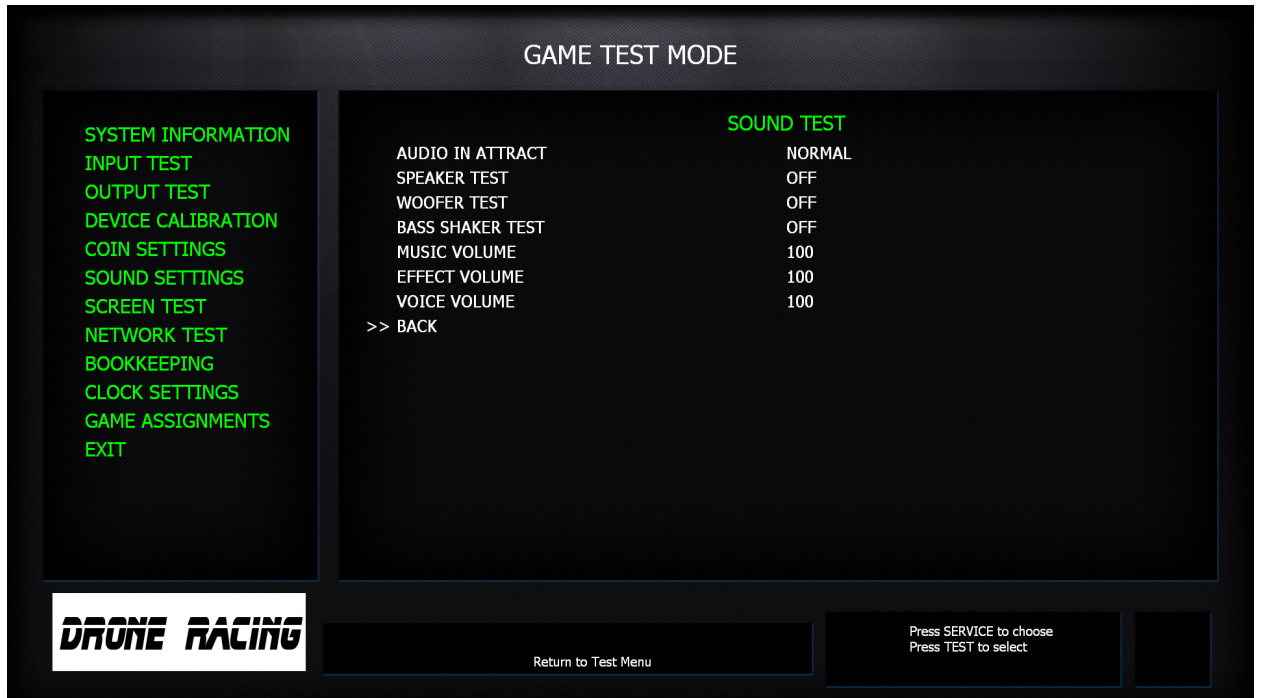 GAME TEST MODE
SYSTEM INFORMATION
INPUT TEST
OUTPUT TEST
DEVICE CALIBRATION
COIN SETTINGS
SOUND SETTINGS
SCREEN TEST
NETWORK TEST
BOOKKEEPING
CLOCK SETTINGS
GAME ASSIGNMENTS
EXIT
SOUND TEST
AUDIO IN ATTRACT NORMAL
SPEAKER TEST OFF
WOOFER TEST OFF
BASS SHAKER TEST OFF
MUSIC VOLUME 100
EFFECT VOLUME 100
VOICE VOLUME 100
>> BACK
DRONE RACING
Return to Test Menu
Press SERVICE to choose
Press TEST to select